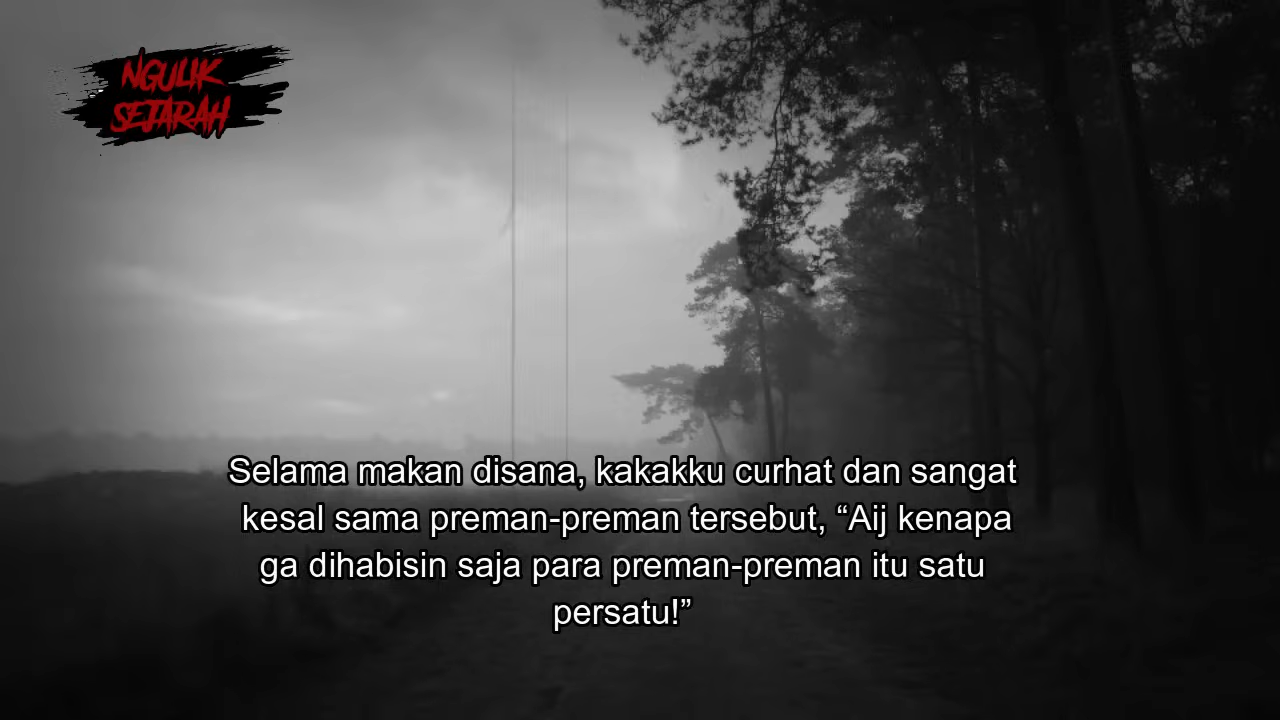 NGULIK
SEJARAH
Selama makan disana, kakakku curhat dan sangat
kesal sama preman-preman tersebut, “Aij kenapa
ga dihabisin saja para preman-preman itu satu
persatu!”